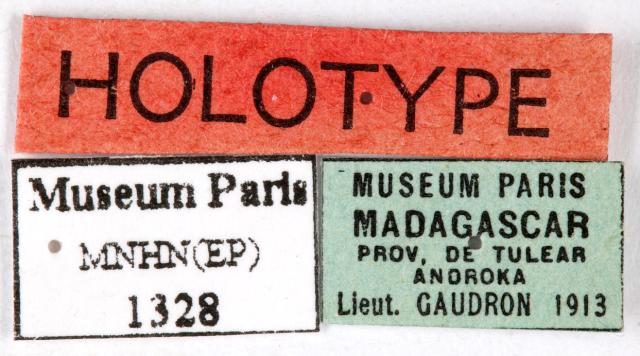 HOLOTYPE
Museum Paris
MNHN(EP)
1328
MUSEUM PARIS
MADAGASCAR
PROV. DE TULEAR
ANDROKA
Lieut. GAUDRON 1913